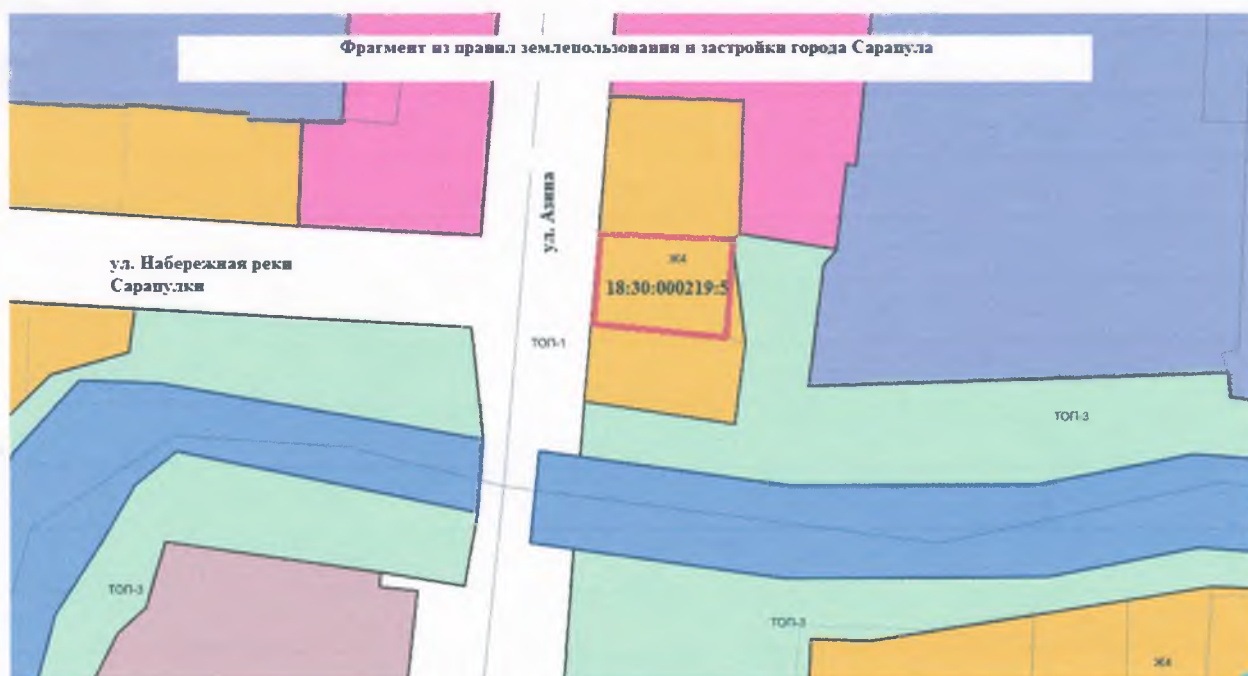 Фрагмент из правил землепользования и застройки города Сарапула
ул. Азина
ул. Набережная реки
Сарапулки
Ж4
18:30:000219:5
ТОП-1
ТОП-3
ТОП-3
ТОП-3
Ж4